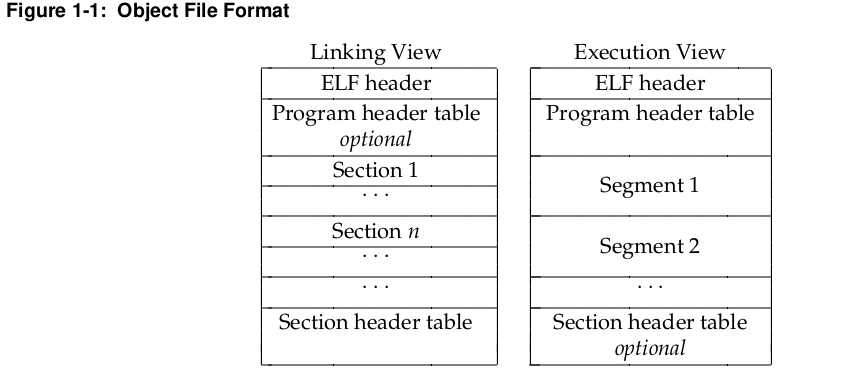 Figure 1-1: Object File Format
Linking View
ELF header
Program header table
optional
Section 1
. . .
Section n
. . .
. . .
Section header table
Execution View
ELF header
Program header table
Segment 1
Segment 2
. . .
Section header table
optional